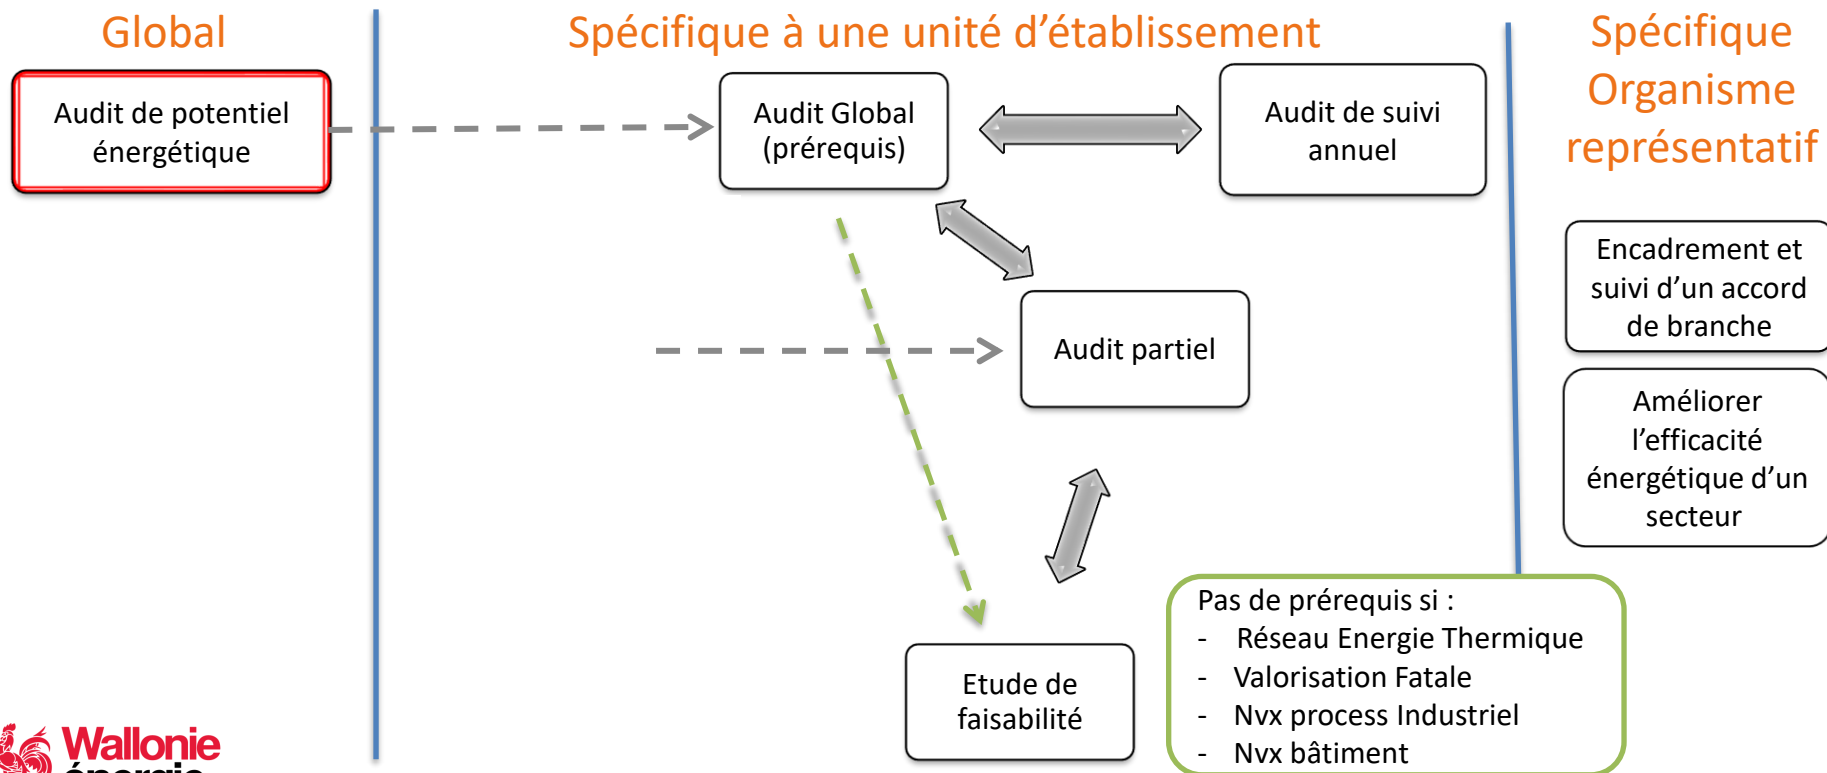 Global
Audit de potentiel
énergétique
Spécifique à une unité d'établissement
Audit Global
(prérequis)
Audit de suivi
annuel
Audit partiel
Etude de
faisabilité
Pas de prérequis si :
- Réseau Energie Thermique
- Valorisation Fatale
- Nvx process Industriel
- Nvx bâtiment
Spécifique
Organisme
représentatif
Encadrement et
suivi d'un accord
de branche
Améliorer
l'efficacité
énergétique d'un
secteur
Wallonie
énergie